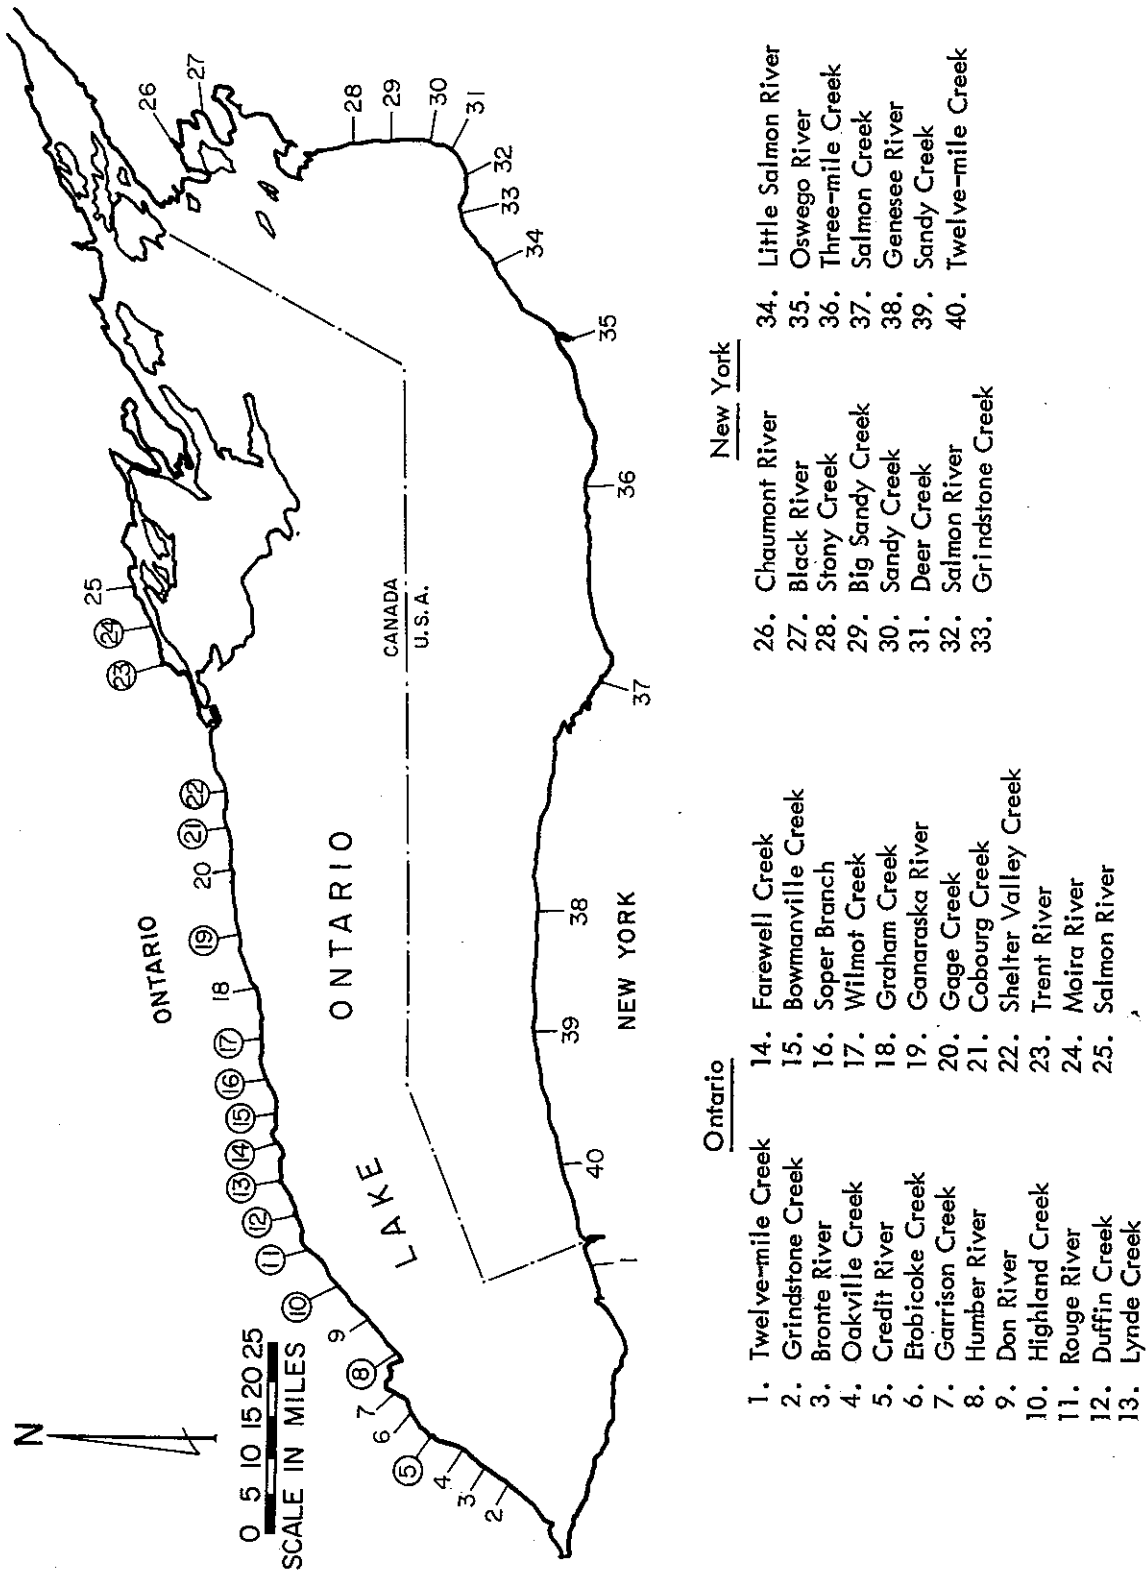 N
0 5 10 15 20 25
SCALE IN MILES
ONTARIO
LAKE
ONTARIO
CANADA
U.S.A.
NEW YORK
1
2
3
4
5
6
7
8
9
10
11
12
13
14
15
16
17
18
19
20
21
22
23
24
25
26
27
28
29
30
31
32
33
34
35
36
37
38
39
40
Ontario
1. Twelve-mile Creek
2. Grindstone Creek
3. Bronte River
4. Oakville Creek
5. Credit River
6. Etobicoke Creek
7. Garrison Creek
8. Humber River
9. Don River
10. Highland Creek
11. Rouge River
12. Duffin Creek
13. Lynde Creek
14. Farewell Creek
15. Bowmanville Creek
16. Soper Branch
17. Wilmot Creek
18. Graham Creek
19. Ganaraska River
20. Gage Creek
21. Cobourg Creek
22. Shelter Valley Creek
23. Trent River
24. Moira River
25. Salmon River
New York
26. Chaumont River
27. Black River
28. Stony Creek
29. Big Sandy Creek
30. Sandy Creek
31. Deer Creek
32. Salmon River
33. Grindstone Creek
34. Little Salmon River
35. Oswego River
36. Three-mile Creek
37. Salmon Creek
38. Genesee River
39. Sandy Creek
40. Twelve-mile Creek